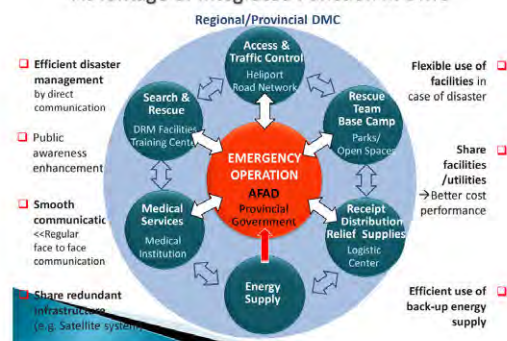 Regional/Provincial DMC
Access &
Traffic Control
Heliport
Road Network
Efficient disaster
management
by direct
communication
Public
awareness
enhancement
Smooth
communicatic
<<Regular
face to face
communication
Share redundant
infrastructure
(e.g. Satellite system)
Search &
Rescue
DRM Facilities
Training Cente
Medical
Services
Medical
Institution
EMERGENCY
OPERATION
AFAD
Provincial
Government
Energy
Supply
Rescue
Team
Base Camp
Parks/
Open Spaces
Receipt
Distribution
Relief Supplies
Logistic
Center
Flexible use of
facilities in
case of disaster
Share
facilities
/utilities
→Better cost
performance
Efficient use of
back-up energy
supply